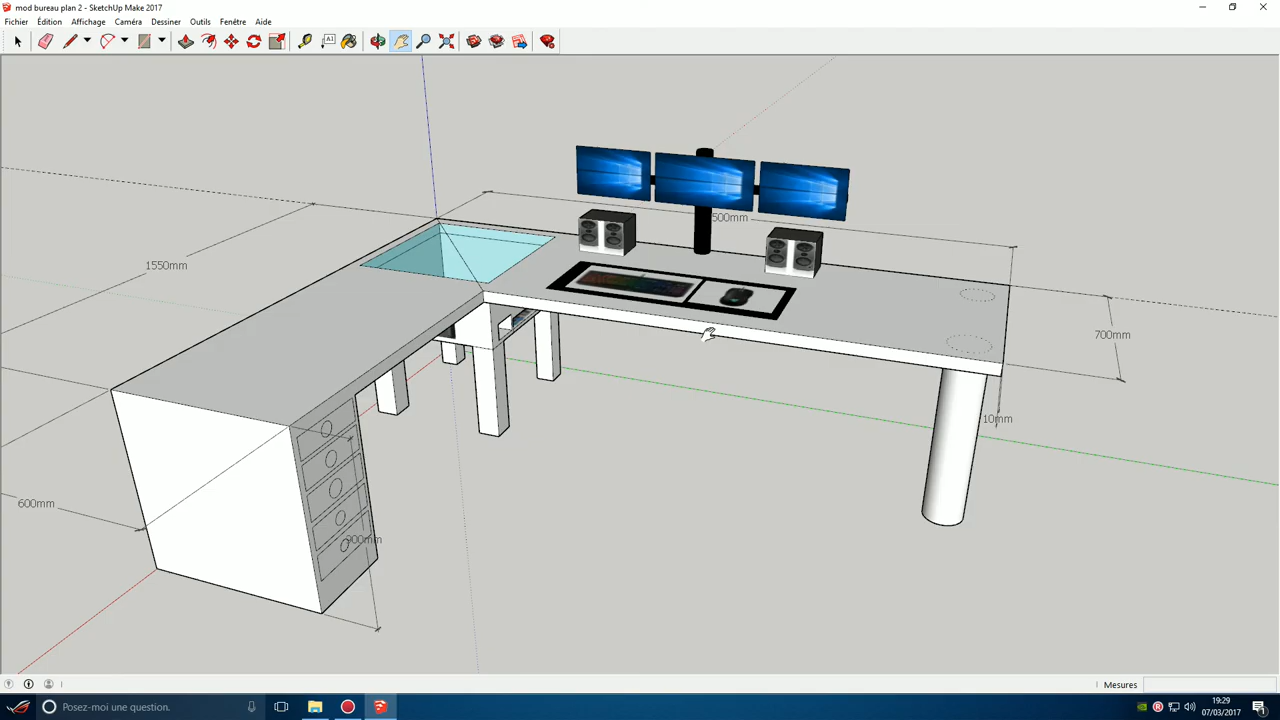 mod bureau plan 2 - SketchUp Make 2017
Fichier Édition Affichage Caméra Dessiner Outils Fenêtre Aide
500mm
1550mm
700mm
10mm
600mm
900mm
Mesures
Posez-moi une question.
19:29
07/03/2017